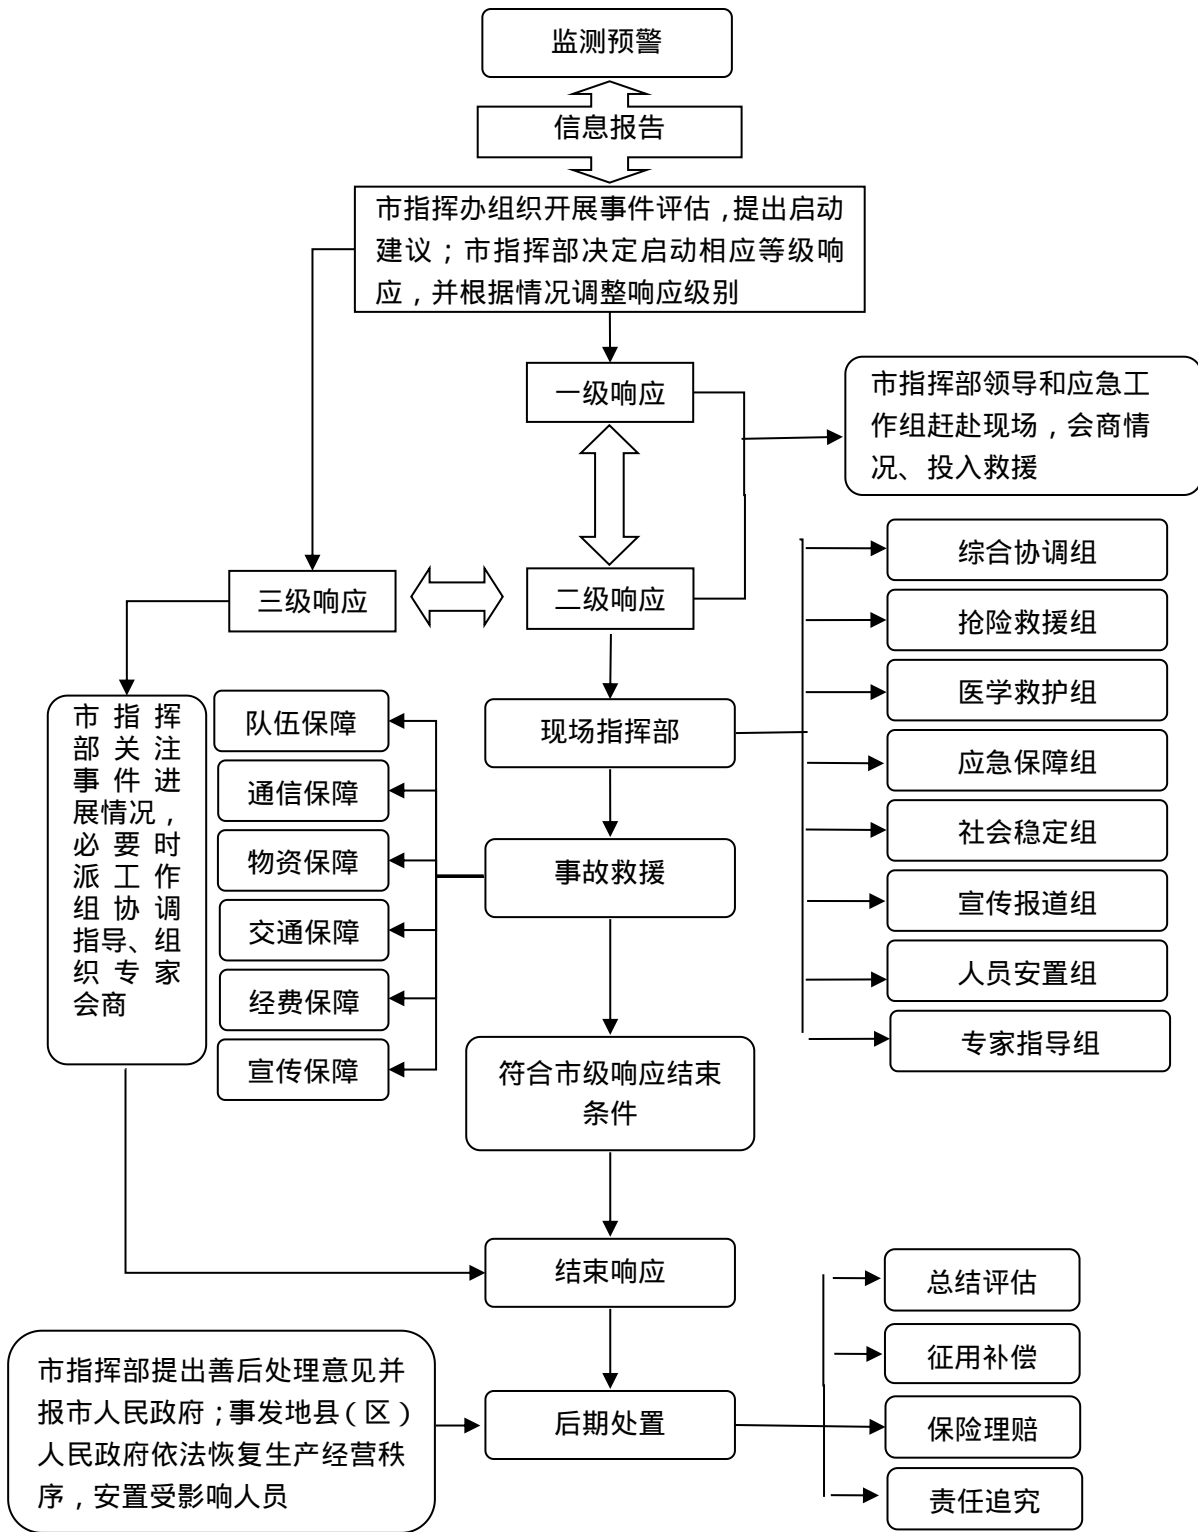 监测预警
信息报告
市指挥办组织开展事件评估，提出启动
建议；市指挥部决定启动相应等级响
应，并根据情况调整响应级别
一级响应
市指挥部领导和应急工
作组赶赴现场，会商情
况、投入救援
三级响应
二级响应
综合协调组
抢险救援组
医学救护组
应急保障组
社会稳定组
宣传报道组
人员安置组
专家指导组
市指挥
部关注
事件进
展情况，
必要时
派工作
组协调
指导、组
织专家
会商
队伍保障
通信保障
物资保障
交通保障
经费保障
宣传保障
现场指挥部
事故救援
符合市级响应结束
条件
结束响应
市指挥部提出善后处理意见并
报市人民政府；事发地县（区）
人民政府依法恢复生产经营秩
序，安置受影响人员
后期处置
总结评估
征用补偿
保险理赔
责任追究